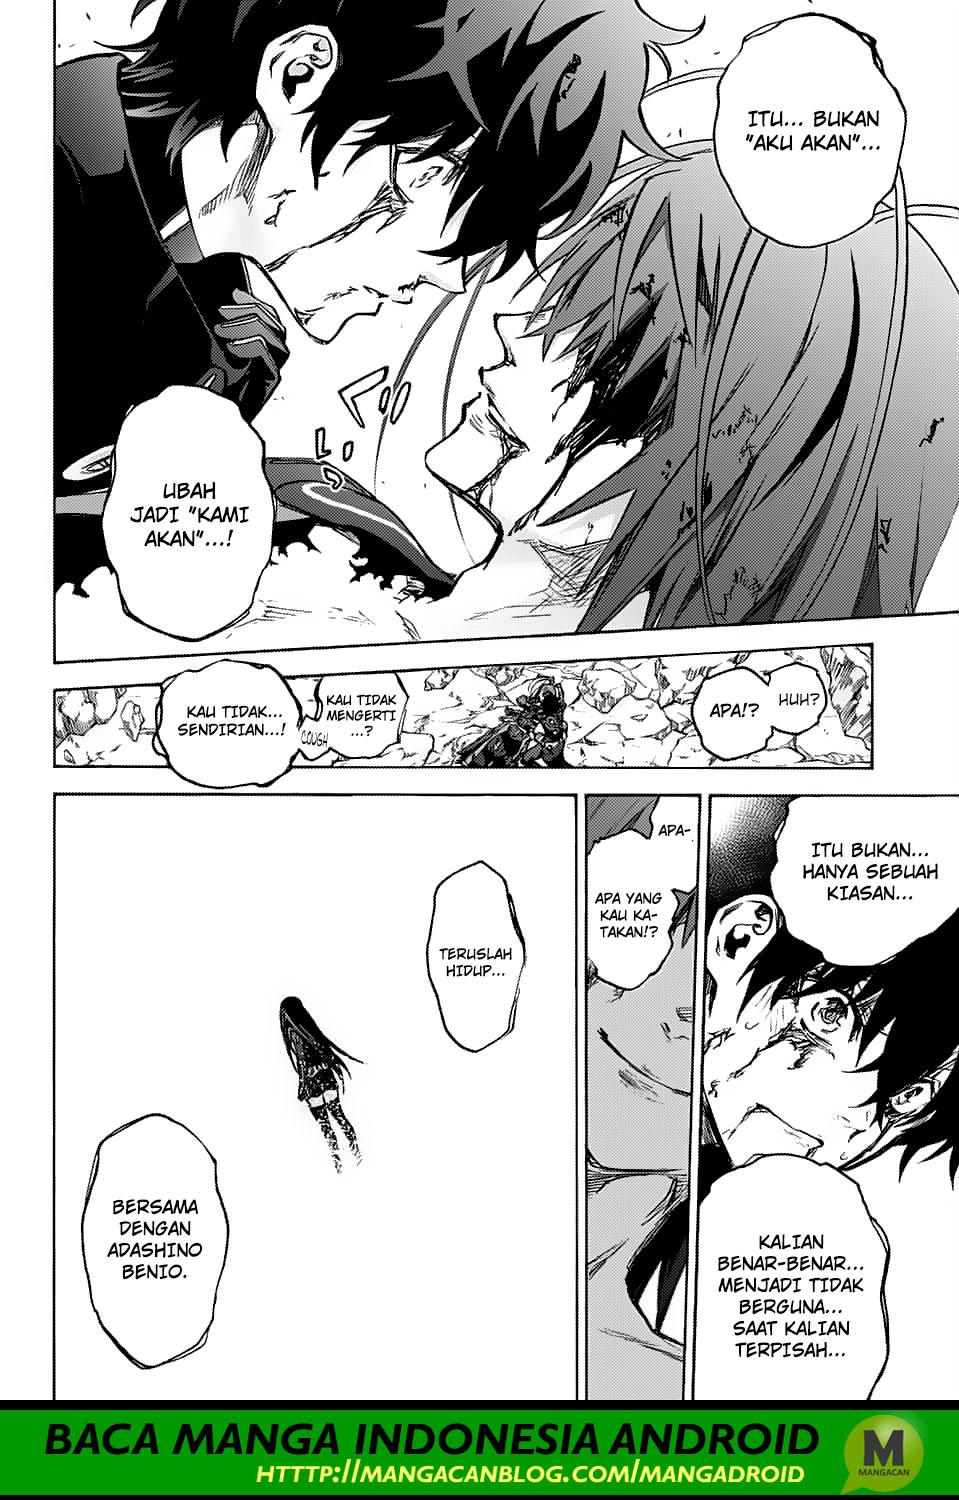 ITU... BUKAN
"AKU AKAN"...
UBAH
JADI "KAMI
AKAN"...!
HUH?
APA!?
KAU TIDAK
MENGERTI
...?
COUGH
KAU TIDAK...
SENDIRIAN...!
ITU BUKAN...
HANYA SEBUAH
KIASAN...
KALIAN
BENAR-BENAR...
MENJADI TIDAK
BERGUNA...
SAAT KALIAN
TERPISAH...
APA-
APA YANG
KAU KA-
TAKAN!?
TERUSLAH
HIDUP...
BERSAMA
DENGAN
ADASHINO
BENIO.
BACA MANGA INDONESIA ANDROID
HTTTP://MANGACANBLOG.COM/MANGADROID
M
MANGACAN